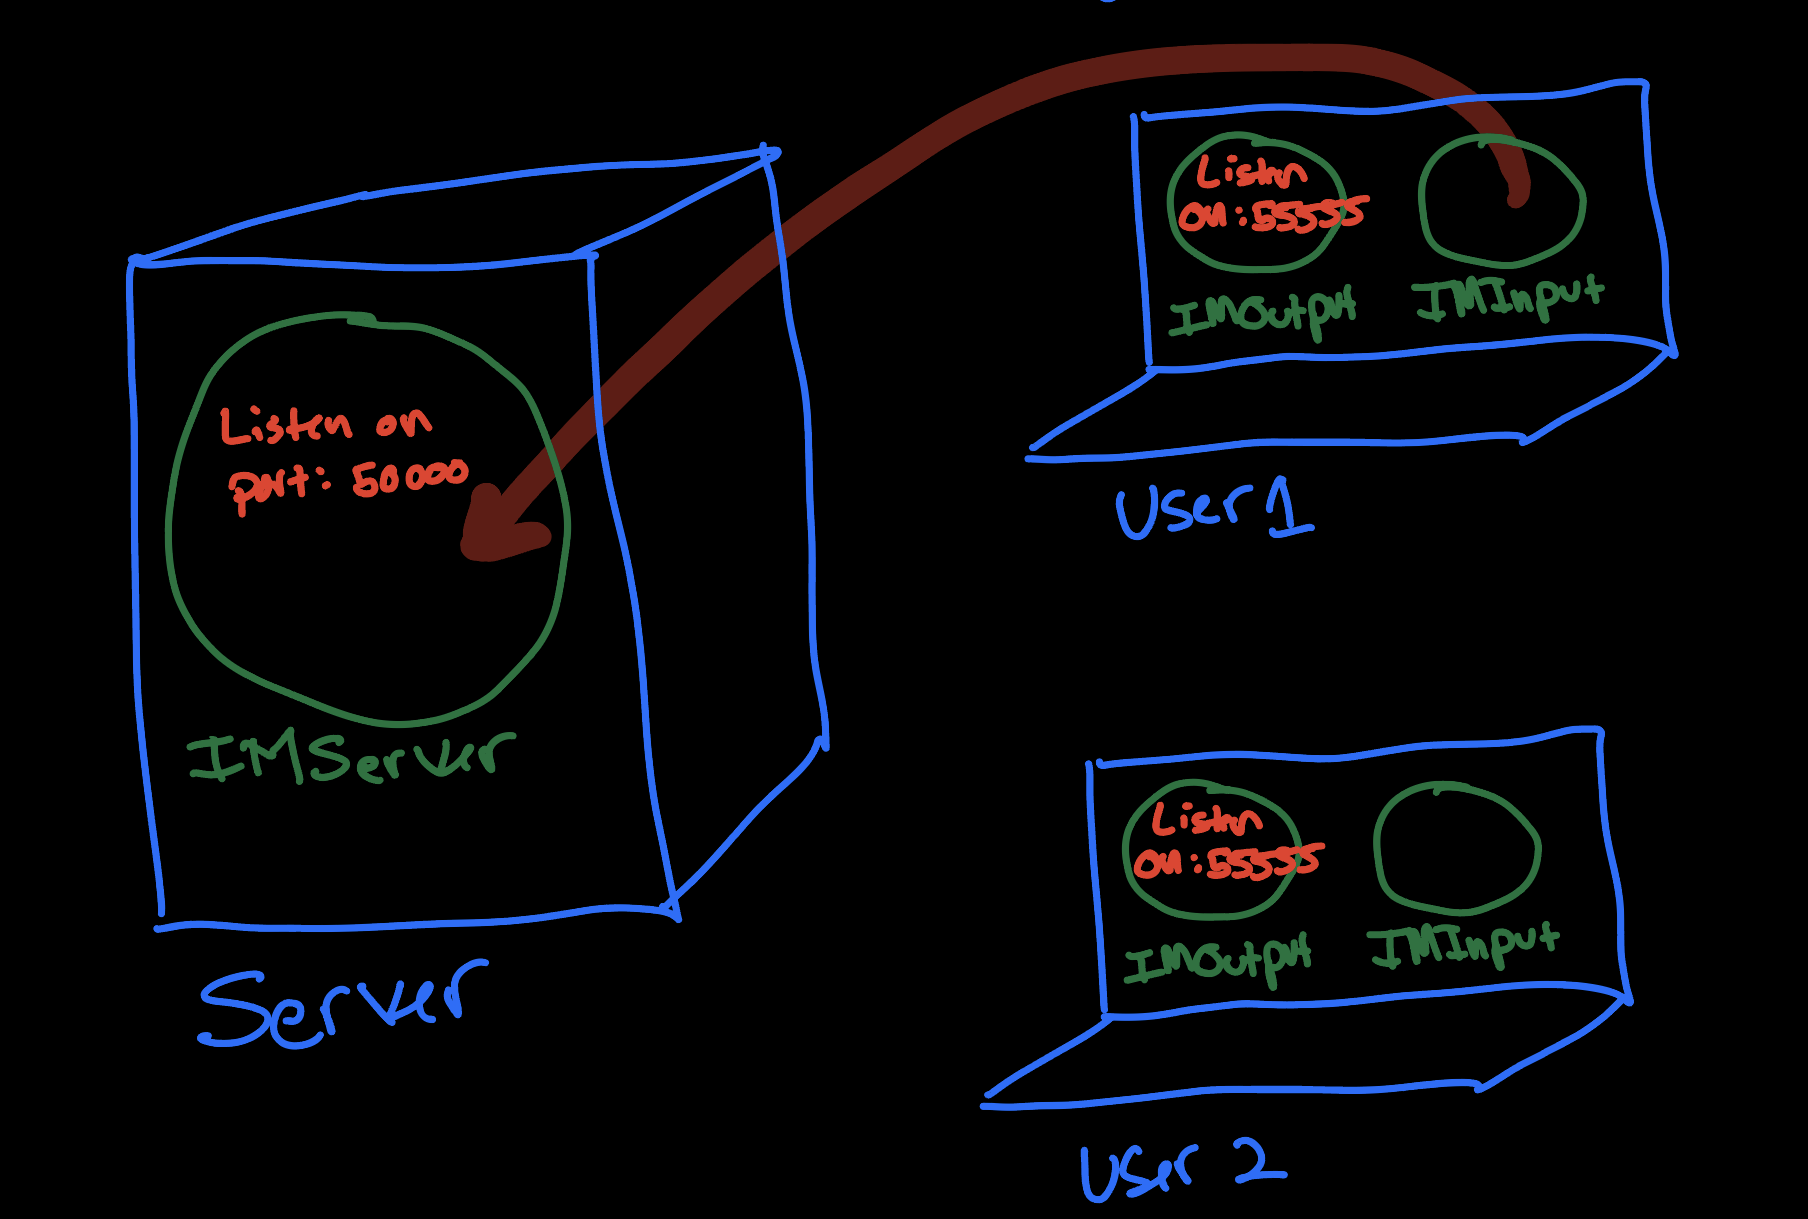 Listen on
port: 50000
IMServer
Server
Listen
on: 55555
IMOutput
IMInput
User 1
Listen
on: 55555
IMOutput
IMInput
User 2